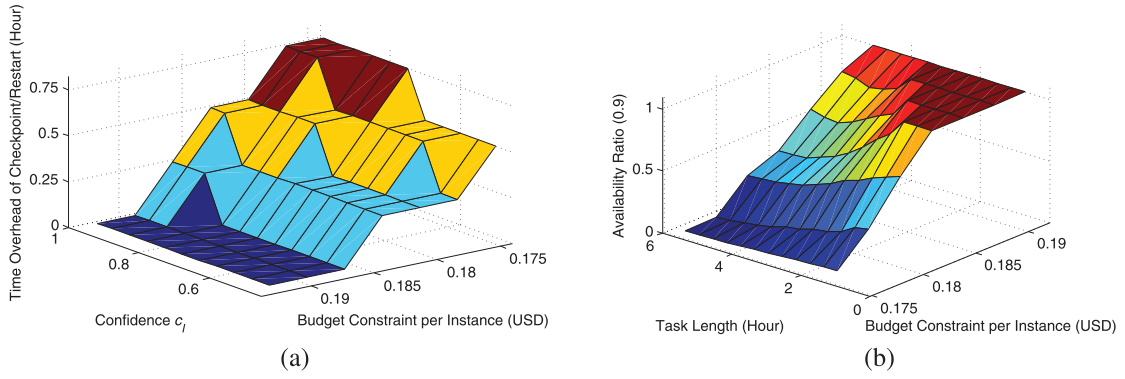 Time Overhead of Checkpoint/Restart (Hour)
0.75
0.5
0.25
0
1
0.8
0.6
0.19
0.185
0.18
0.175
Confidence c_l
Budget Constraint per Instance (USD)
(a)
Availability Ratio (0.9)
1
0.5
0
6
4
2
0
0.175
0.18
0.185
0.19
Task Length (Hour)
Budget Constraint per Instance (USD)
(b)